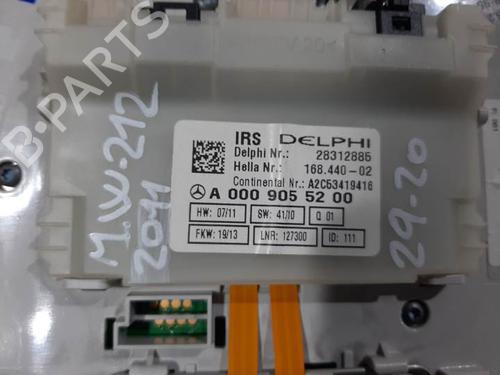 IRS DELPHI
Delphi Nr.: 28312885
Hella Nr.: 168.440-02
Continental Nr.: A2C53419416
A 000 905 52 00
HW: 07/11 SW: 41/10 Q 01
FKW: 19/13 LNR: 127300 ID: 111
M.W-212
2011
29-20
B-PARTS